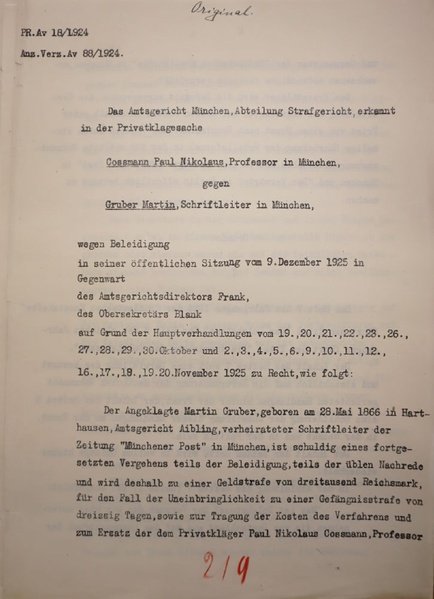 Original.
PR.Av 18/1924
Anz.Verz.Av 88/1924.
Das Amtsgericht München,Abteilung Strafgericht,erkennt
in der Privatklagesache
Cossmann Paul Nikolaus,Professor in München,
gegen
Gruber Martin,Schriftleiter in München,
wegen Beleidigung
in seiner öffentlichen Sitzung vom 9.Dezember 1925 in
Gegenwart
des Amtsgerichtsdirektors Frank,
des Obersekretärs Blank
auf Grund der Hauptverhandlungen vom 19.,20.,21.,22.,23.,26.,
27.,28.,29.,30.Oktober und 2.,3.,4.,5.,6.,9.,10.,11.,12.,
16.,17.,18.,19.20.November 1925 zu Recht,wie folgt:
Der Angeklagte Martin Gruber,geboren am 28.Mai 1866 in Hart-
hausen,Amtsgericht Aibling,verheirateter Schriftleiter der
Zeitung "Münchener Post" in München,ist schuldig eines fortge-
setzten Vergehens teils der Beleidigung,teils der üblen Nachrede
und wird deshalb zu einer Geldstrafe von dreitausend Reichsmark,
für den Fall der Uneinbringlichkeit zu einer Gefängnisstrafe von
dreissig Tagen,sowie zur Tragung der Kosten des Verfahrens und
zum Ersatz der dem Privatkläger Paul Nikolaus Cossmann,Professor
219